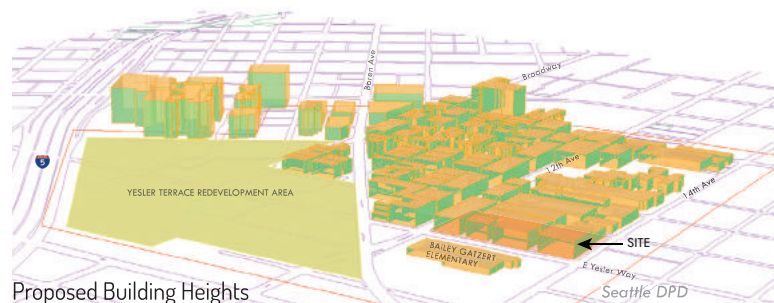 Boren Ave
Broadway
5
12th Ave
14th Ave
YESLER TERRACE REDEVELOPMENT AREA
SITE
BAILEY GATZERT
ELEMENTARY
E Yesler Way
Proposed Building Heights
Seattle DPD